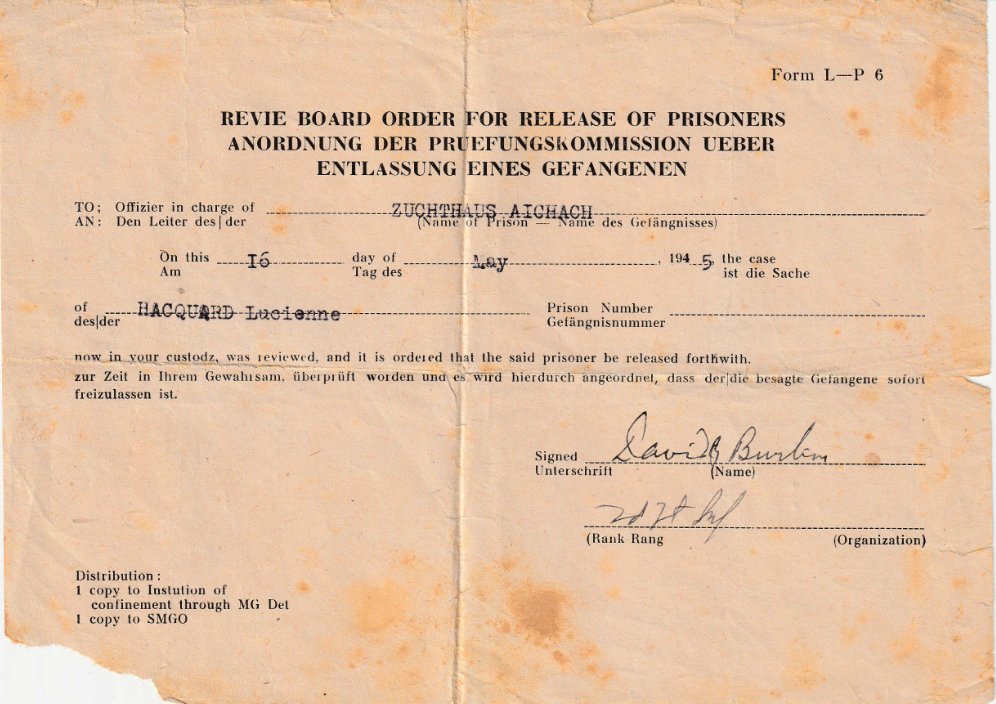 Form L—P 6
REVIE BOARD ORDER FOR RELEASE OF PRISONERS
ANORDNUNG DER PRUEFUNGSKOMMISSION UEBER
ENTLASSUNG EINES GEFANGENEN
TO; Offizier in charge of ZUCHTHAUS AICHACH
AN: Den Leiter des|der (Name of Prison — Name des Gefängnisses)
On this I6 day of May, 194 5, the case
Am Tag des ist die Sache
of HACQUARD Lucienne Prison Number
des|der Gefängnisnummer
now in your custodz, was reviewed, and it is ordered that the said prisoner be released forthwith.
zur Zeit in Ihrem Gewahrsam, überprüft worden und es wird hierdurch angeordnet, dass der|die besagte Gefangene sofort
freizulassen ist.
Signed David
Unterschrift (Name)
(Rank Rang (Organization)
Distribution:
1 copy to Instution of
confinement through MG Det
1 copy to SMGO